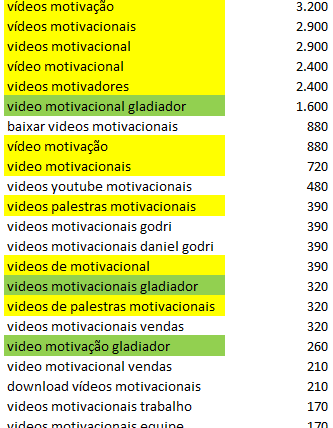 vídeos motivação 3.200
vídeos motivacionais 2.900
videos motivacional 2.900
vídeo motivacional 2.400
videos motivadores 2.400
video motivacional gladiador 1.600
baixar videos motivacionais 880
vídeo motivação 880
video motivacionais 720
videos youtube motivacionais 480
videos palestras motivacionais 390
videos motivacionais godri 390
videos motivacionais daniel godri 390
videos de motivacional 390
videos motivacionais gladiador 320
videos de palestras motivacionais 320
videos motivacionais vendas 320
video motivação gladiador 260
video motivacional vendas 210
download vídeos motivacionais 210
videos motivacionais trabalho 170
videos motivacionais equipe 170